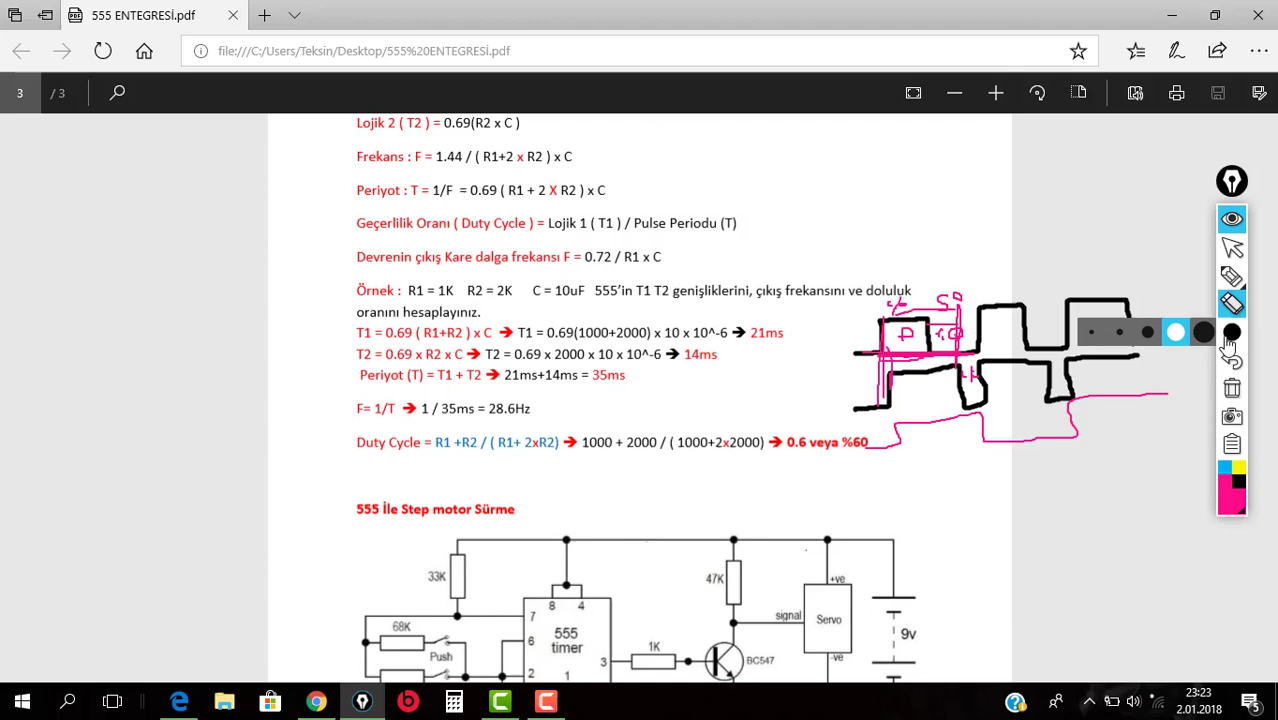 555 ENTEGRESİ.pdf
file:///C:/Users/Teksin/Desktop/555%20ENTEGRESİ.pdf
3 / 3
Lojik 2 ( T2 ) = 0.69(R2 x C )
Frekans : F = 1.44 / ( R1+2 x R2 ) x C
Periyot : T = 1/F = 0.69 ( R1 + 2 X R2 ) x C
Geçerlilik Oranı ( Duty Cycle ) = Lojik 1 ( T1 ) / Pulse Periodu (T)
Devrenin çıkış Kare dalga frekansı F = 0.72 / R1 x C
Örnek : R1 = 1K R2 = 2K C = 10uF 555’in T1 T2 genişliklerini, çıkış frekansını ve doluluk
oranını hesaplayınız.
T1 = 0.69 ( R1+R2 ) x C ➔ T1 = 0.69(1000+2000) x 10 x 10^-6 ➔ 21ms
T2 = 0.69 x R2 x C ➔ T2 = 0.69 x 2000 x 10 x 10^-6 ➔ 14ms
Periyot (T) = T1 + T2 ➔ 21ms+14ms = 35ms
F= 1/T ➔ 1 / 35ms = 28.6Hz
Duty Cycle = R1 +R2 / ( R1+ 2xR2) ➔ 1000 + 2000 / ( 1000+2x2000) ➔ 0.6 veya %60
555 İle Step motor Sürme
33K
47K
+ve
8 4
7
68K
555
timer
signal
Servo
9v
6
Push
1K
BC547
-ve
2
1
3
23:23
2.01.2018
5